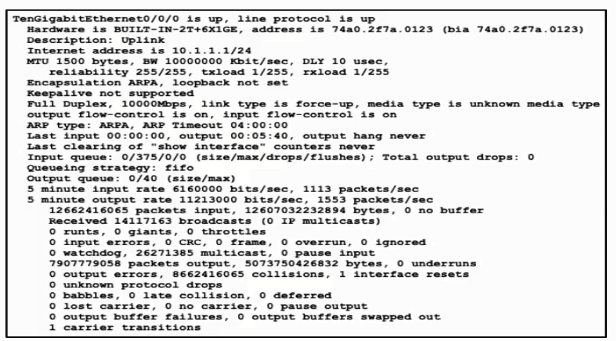 TenGigabitEthernet0/0/0 is up, line protocol is up
Hardware is BUILT-IN-2T+6X1GE, address is 74a0.2f7a.0123 (bia 74a0.2f7a.0123)
Description: Uplink
Internet address is 10.1.1.1/24
MTU 1500 bytes, BW 10000000 Kbit/sec, DLY 10 usec,
reliability 255/255, txload 1/255, rxload 1/255
Encapsulation ARPA, loopback not set
Keepalive not supported
Full Duplex, 10000Mbps, link type is force-up, media type is unknown media type
output flow-control is on, input flow-control is on
ARP type: ARPA, ARP Timeout 04:00:00
Last input 00:00:00, output 00:05:40, output hang never
Last clearing of "show interface" counters never
Input queue: 0/375/0/0 (size/max/drops/flushes); Total output drops: 0
Queueing strategy: fifo
Output queue: 0/40 (size/max)
5 minute input rate 6160000 bits/sec, 1113 packets/sec
5 minute output rate 11213000 bits/sec, 1553 packets/sec
12662416065 packets input, 12607032232894 bytes, 0 no buffer
Received 14117163 broadcasts (0 IP multicasts)
0 runts, 0 giants, 0 throttles
0 input errors, 0 CRC, 0 frame, 0 overrun, 0 ignored
0 watchdog, 26271385 multicast, 0 pause input
7907779058 packets output, 5073750426832 bytes, 0 underruns
0 output errors, 8662416065 collisions, 1 interface resets
0 unknown protocol drops
0 babbles, 0 late collision, 0 deferred
0 lost carrier, 0 no carrier, 0 pause output
0 output buffer failures, 0 output buffers swapped out
1 carrier transitions